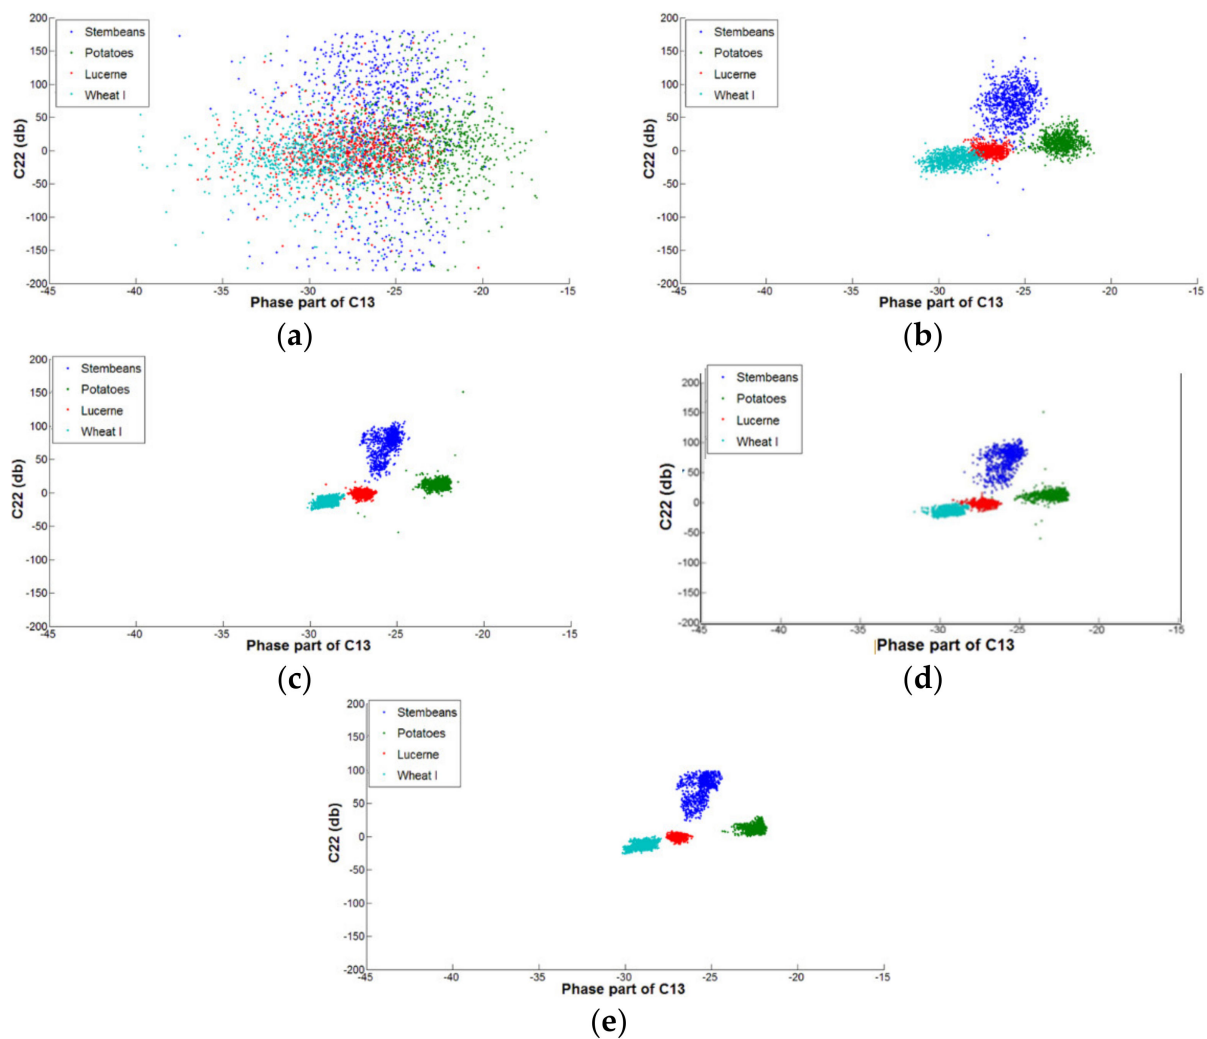 200
150
100
50
0
-50
-100
-150
-200
C22 (db)
Stembeans
Potatoes
Lucerne
Wheat I
-45 -40 -35 -30 -25 -20 -15
Phase part of C13
(a)
200
150
100
50
0
-50
-100
-150
-200
C22 (db)
Stembeans
Potatoes
Lucerne
Wheat I
-45 -40 -35 -30 -25 -20 -15
Phase part of C13
(b)
200
150
100
50
0
-50
-100
-150
-200
C22 (db)
Stembeans
Potatoes
Lucerne
Wheat I
-45 -40 -35 -30 -25 -20 -15
Phase part of C13
(c)
200
150
100
50
0
-50
-100
-150
-200
C22 (db)
Stembeans
Potatoes
Lucerne
Wheat I
-45 -40 -35 -30 -25 -20 -15
Phase part of C13
(d)
200
150
100
50
0
-50
-100
-150
-200
C22 (db)
Stembeans
Potatoes
Lucerne
Wheat I
-45 -40 -35 -30 -25 -20 -15
Phase part of C13
(e)